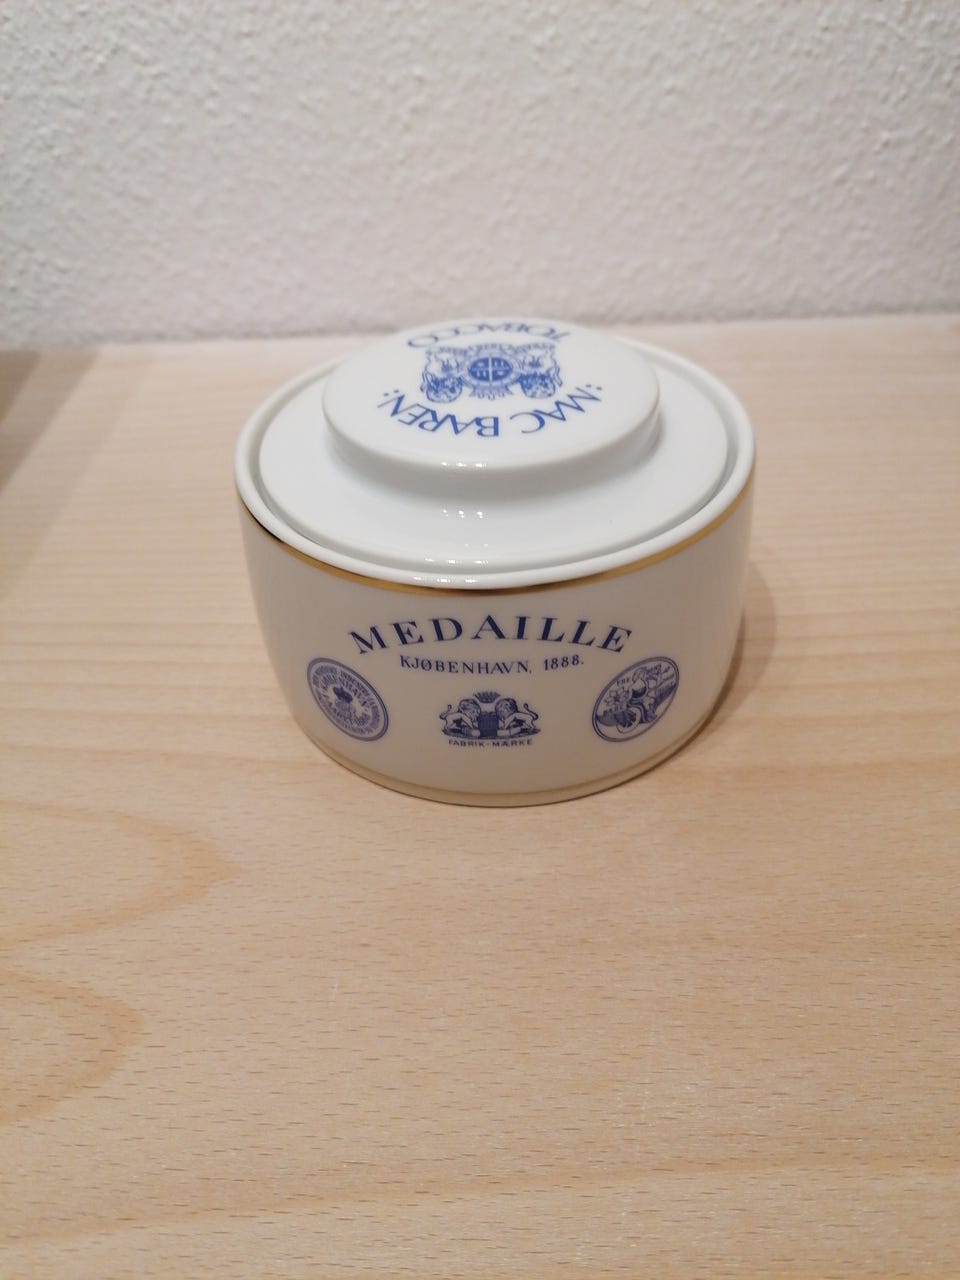 TOBACCO
:MAC BAREN:
MEDAILLE
KJØBENHAVN, 1888.
FABRIK-MÆRKE